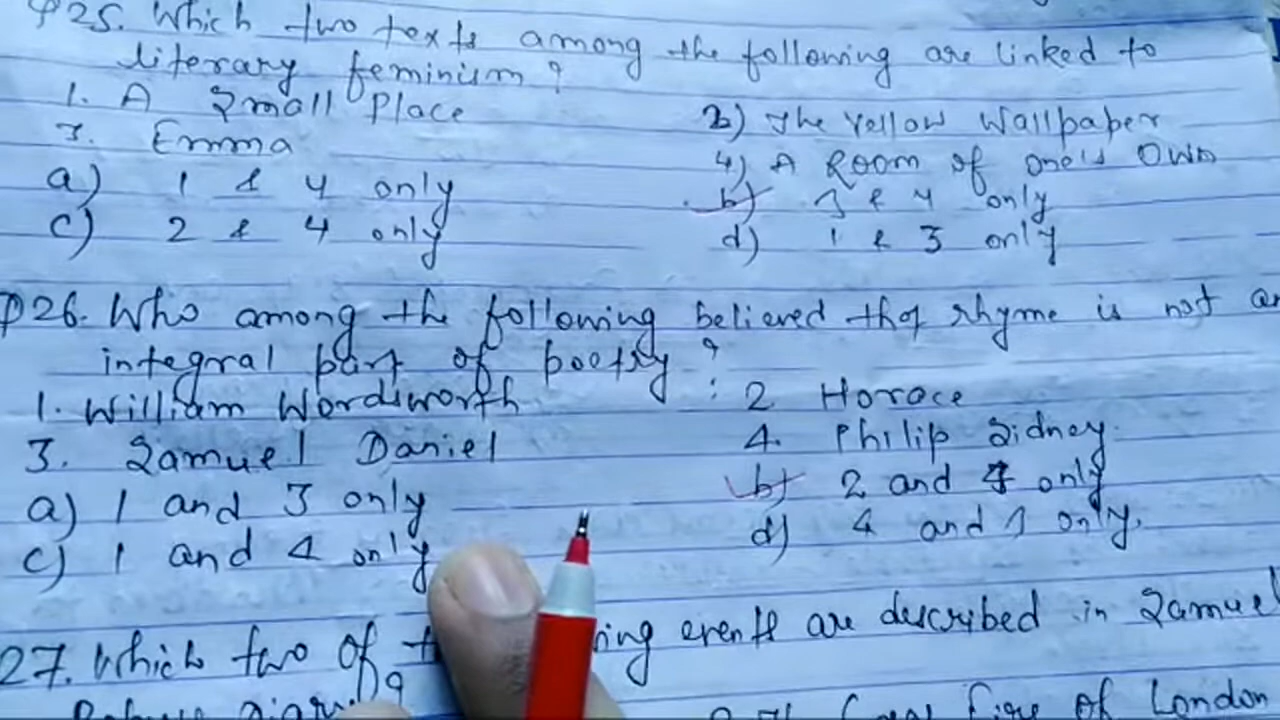 Q25. Which two texts among the following are linked to
literary feminism?
1. A Small Place 2) The Yellow Wallpaper
3. Emma 4) A Room of one's Own
a) 1 & 4 only b) 3 & 4 only
c) 2 & 4 only d) 1 & 3 only
Q26. Who among the following believed that rhyme is not an
integral part of poetry?
1. William Wordsworth : 2 Horace
3. Samuel Daniel 4. Philip Sidney
a) 1 and 3 only b) 2 and 4 only
c) 1 and 4 only d) 4 and 3 only.
27. Which two of events are described in Samuel
Fire of London